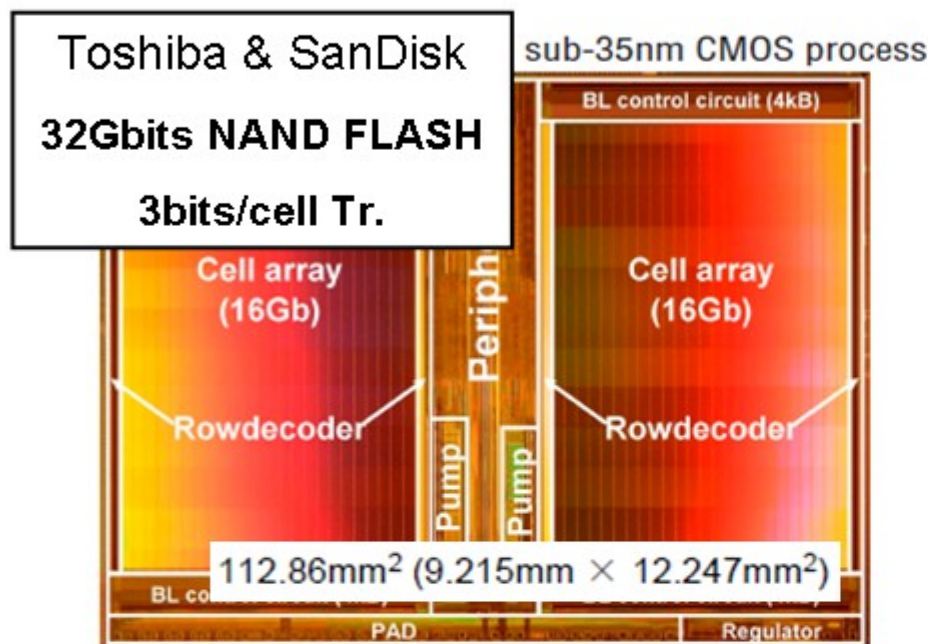 Toshiba & SanDisk
32Gbits NAND FLASH
3bits/cell Tr.
sub-35nm CMOS process
BL control circuit (4kB)
Cell array
(16Gb)
Periph
Cell array
(16Gb)
Rowdecoder
Rowdecoder
Pump
Pump
112.86mm² (9.215mm × 12.247mm²)
PAD
Regulator